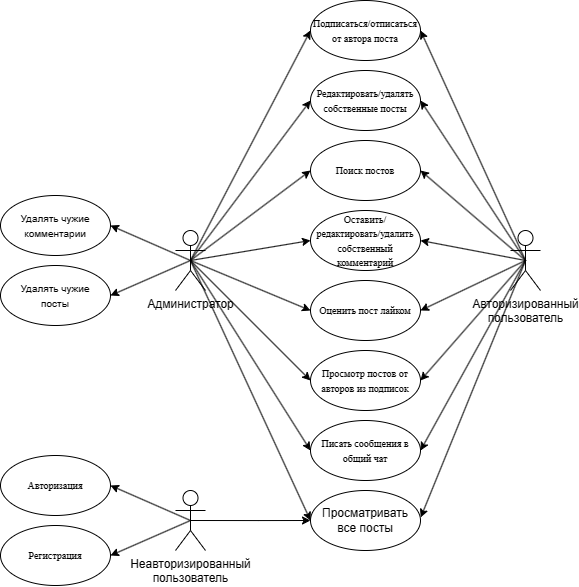 Подписаться/отписаться
от автора поста
Редактировать/удалять
собственные посты
Поиск постов
Удалять чужие
комментарии
Оставить/
редактировать/удалить
собственный
комментарий
Удалять чужие
посты
Администратор
Авторизированный
пользователь
Оценить пост лайком
Просмотр постов от
авторов из подписок
Писать сообщения в
общий чат
Авторизация
Просматривать
все посты
Регистрация
Неавторизированный
пользователь